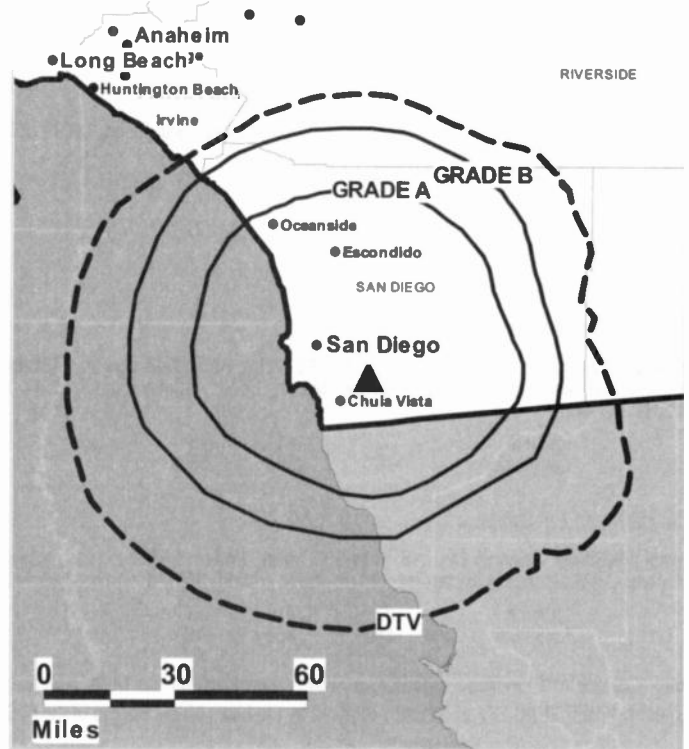 Anaheim
Long Beach
RIVERSIDE
Huntington Beach
Irvine
GRADE B
GRADE A
Oceanside
Escondido
SAN DIEGO
San Diego
Chula Vista
DTV
0 30 60
Miles